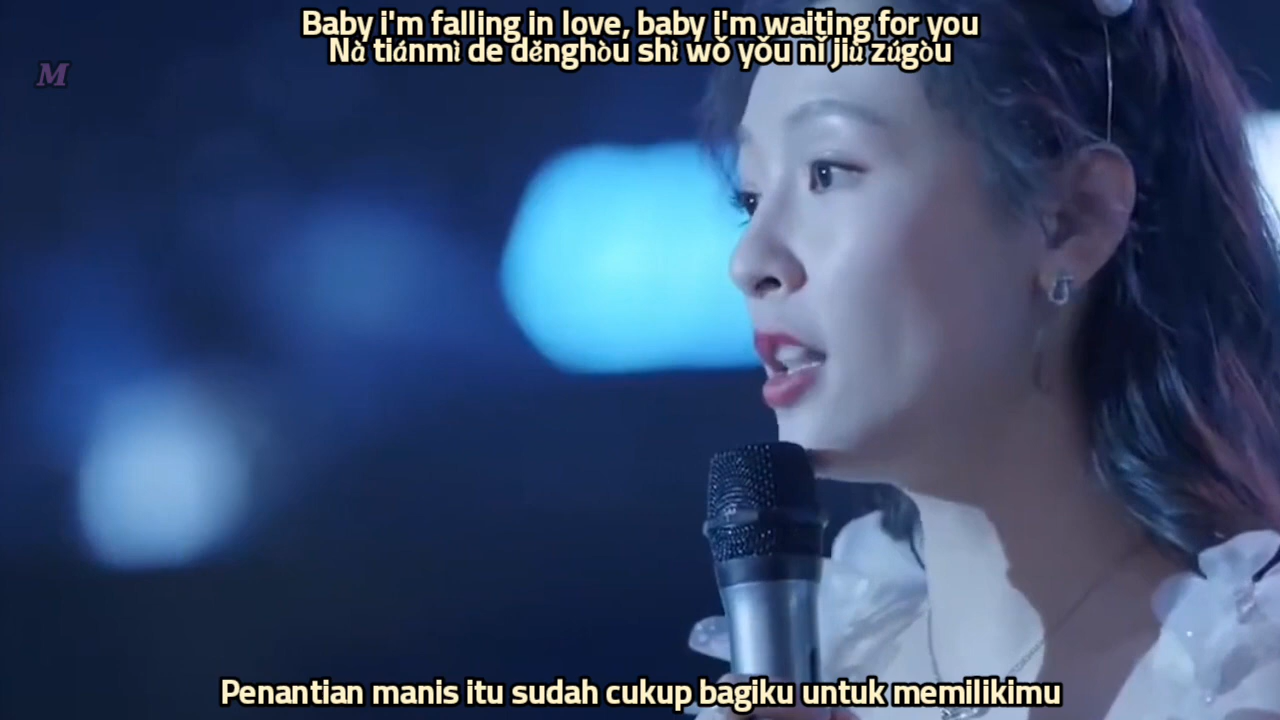 Baby i'm falling in love, baby i'm waiting for you
Nà tiánmì de děnghòu shì wǒ yǒu nǐ jiù zúgòu
M
Penantian manis itu sudah cukup bagiku untuk memilikimu